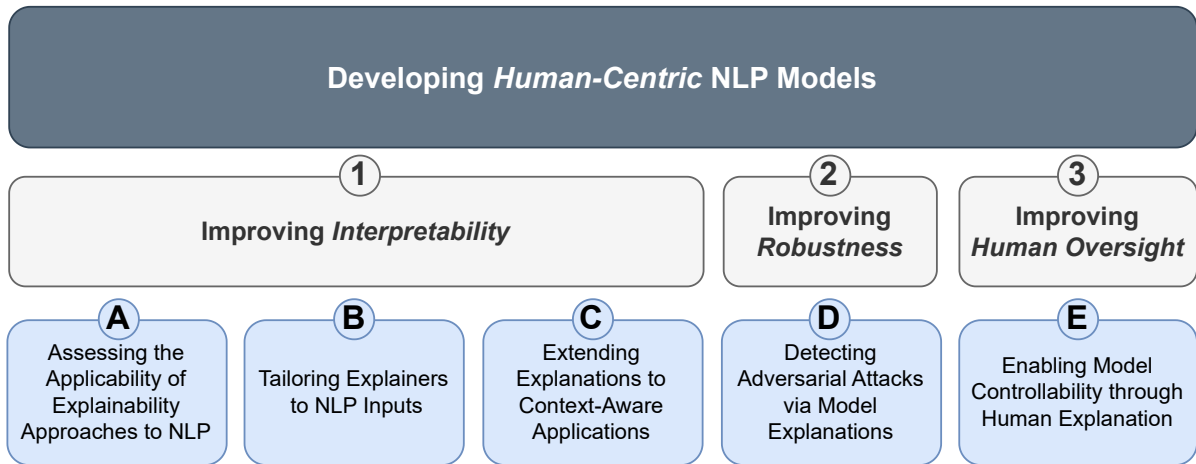 Developing Human-Centric NLP Models
1
Improving Interpretability
2
Improving
Robustness
3
Improving
Human Oversight
A
Assessing the
Applicability of
Explainability
Approaches to NLP
B
Tailoring Explainers
to NLP Inputs
C
Extending
Explanations to
Context-Aware
Applications
D
Detecting
Adversarial Attacks
via Model
Explanations
E
Enabling Model
Controllability through
Human Explanation